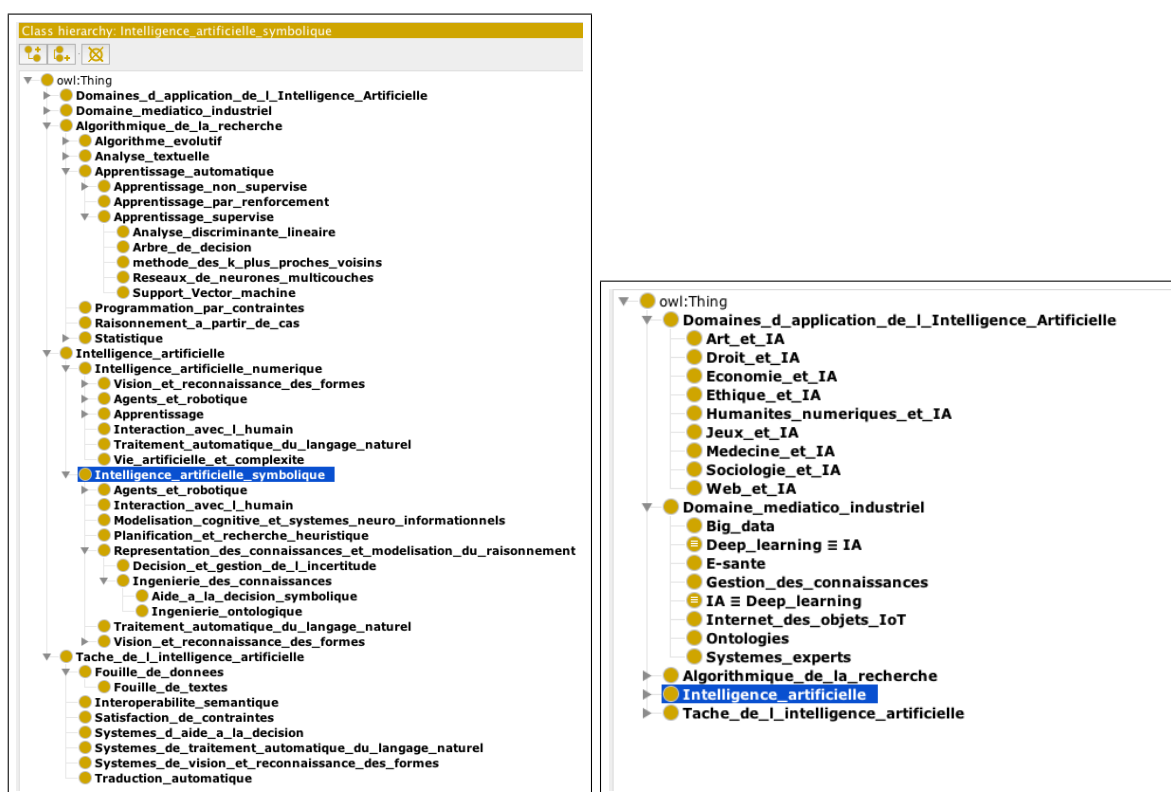 Class hierarchy: Intelligence_artificielle_symbolique
owl:Thing
Domaines_d_application_de_l_Intelligence_Artificielle
Domaine_mediatico_industriel
Algorithmique_de_la_recherche
Algorithme_evolutif
Analyse_textuelle
Apprentissage_automatique
Apprentissage_non_supervise
Apprentissage_par_renforcement
Apprentissage_supervise
Analyse_discriminante_lineaire
Arbre_de_decision
methode_des_k_plus_proches_voisins
Reseaux_de_neurones_multicouches
Support_Vector_machine
Programmation_par_contraintes
Raisonnement_a_partir_de_cas
Statistique
Intelligence_artificielle
Intelligence_artificielle_numerique
Vision_et_reconnaissance_des_formes
Agents_et_robotique
Apprentissage
Interaction_avec_l_humain
Traitement_automatique_du_langage_naturel
Vie_artificielle_et_complexite
Intelligence_artificielle_symbolique
Agents_et_robotique
Interaction_avec_l_humain
Modelisation_cognitive_et_systemes_neuro_informationnels
Planification_et_recherche_heuristique
Representation_des_connaissances_et_modelisation_du_raisonnement
Decision_et_gestion_de_l_incertitude
Ingenierie_des_connaissances
Aide_a_la_decision_symbolique
Ingenierie_ontologique
Traitement_automatique_du_langage_naturel
Vision_et_reconnaissance_des_formes
Tache_de_l_intelligence_artificielle
Fouille_de_donnees
Fouille_de_textes
Interoperabilite_semantique
Satisfaction_de_contraintes
Systemes_d_aide_a_la_decision
Systemes_de_traitement_automatique_du_langage_naturel
Systemes_de_vision_et_reconnaissance_des_formes
Traduction_automatique
owl:Thing
Domaines_d_application_de_l_Intelligence_Artificielle
Art_et_IA
Droit_et_IA
Economie_et_IA
Ethique_et_IA
Humanites_numeriques_et_IA
Jeux_et_IA
Medecine_et_IA
Sociologie_et_IA
Web_et_IA
Domaine_mediatico_industriel
Big_data
Deep_learning ≡ IA
E-sante
Gestion_des_connaissances
IA ≡ Deep_learning
Internet_des_objets_IoT
Ontologies
Systemes_experts
Algorithmique_de_la_recherche
Intelligence_artificielle
Tache_de_l_intelligence_artificielle